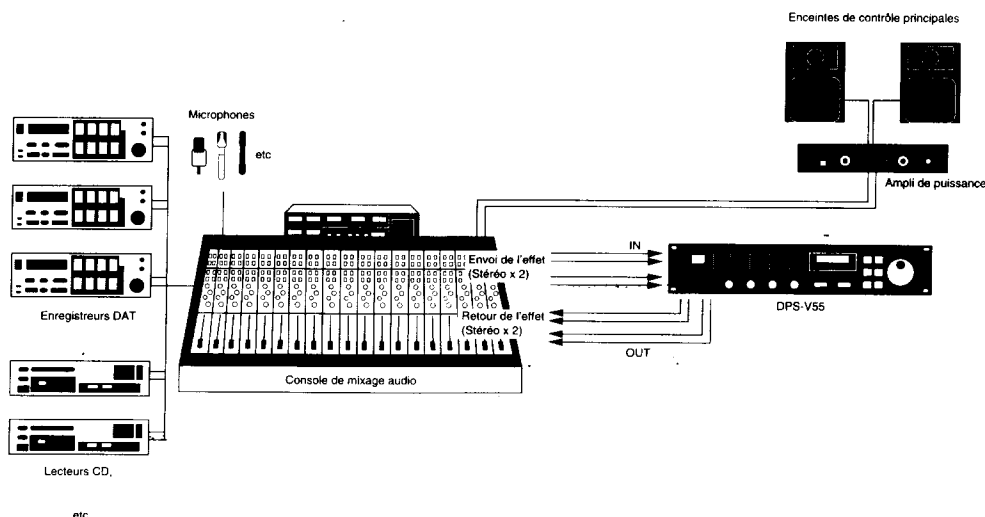 Enceintes de contrôle principales
Microphones
etc
Ampli de puissance
IN
Envoi de l'effet
(Stéréo x 2)
DPS-V55
Enregistreurs DAT
Retour de l'effet
(Stéréo x 2)
OUT
Console de mixage audio
Lecteurs CD,
etc